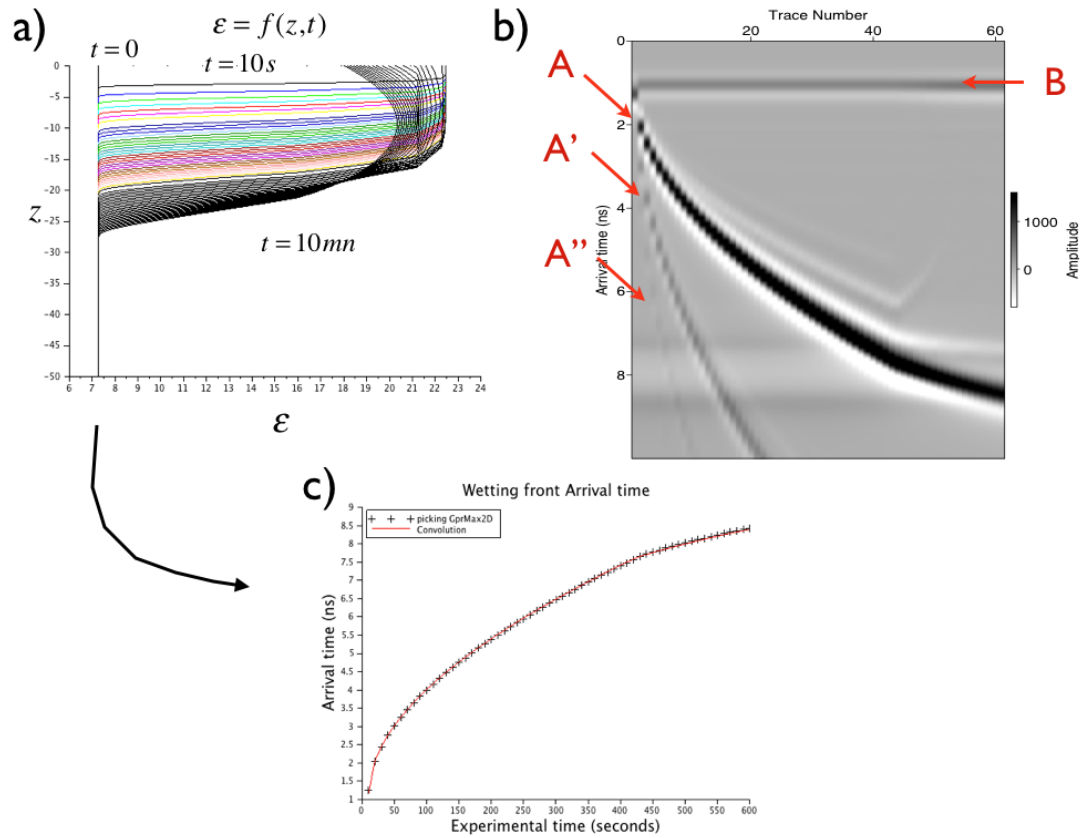 a)
ε = f(z,t)
t = 0
t = 10s
0
−5
−10
−15
−20
−25
−30
−35
−40
−45
−50
z
t = 10mn
6 7 8 9 10 11 12 13 14 15 16 17 18 19 20 21 22 23 24
ε
b)
Trace Number
20 40 60
0
2
4
6
8
Arrival time (ns)
A
A’
A’’
B
1000
0
Amplitude
c)
Wetting front Arrival time
picking GprMax2D
Convolution
9
8.5
8
7.5
7
6.5
6
5.5
5
4.5
4
3.5
3
2.5
2
1.5
1
Arrival time (ns)
0 50 100 150 200 250 300 350 400 450 500 550 600
Experimental time (seconds)